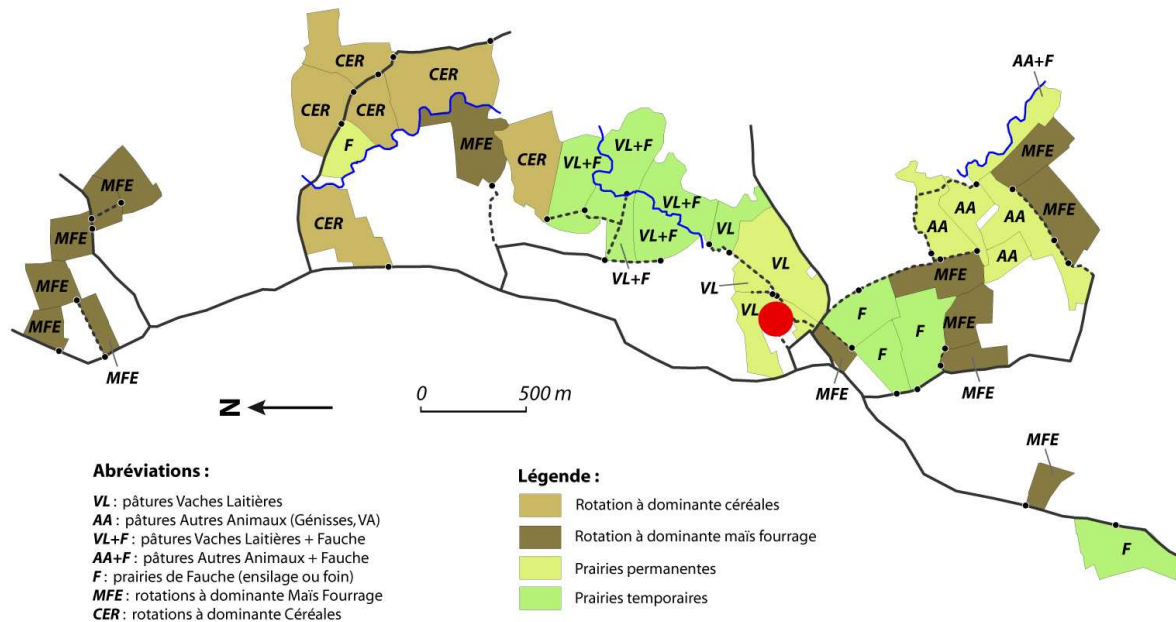 AA+F
CER
CER
CER
CER
F
MFE
CER
VL+F
VL+F
MFE
MFE
MFE
VL+F
VL+F
VL+F
VL
CER
MFE
MFE
MFE
MFE
VL
VL
VL
AA
AA
AA
MFE
MFE
F
F
F
MFE
MFE
MFE
N
0 500 m
MFE
F
Abréviations :
VL : pâtures Vaches Laitières
AA : pâtures Autres Animaux (Génisses, VA)
VL+F : pâtures Vaches Laitières + Fauche
AA+F : pâtures Autres Animaux + Fauche
F : prairies de Fauche (ensilage ou foin)
MFE : rotations à dominante Maïs Fourrage
CER : rotations à dominante Céréales
Légende :
Rotation à dominante céréales
Rotation à dominante maïs fourrage
Prairies permanentes
Prairies temporaires